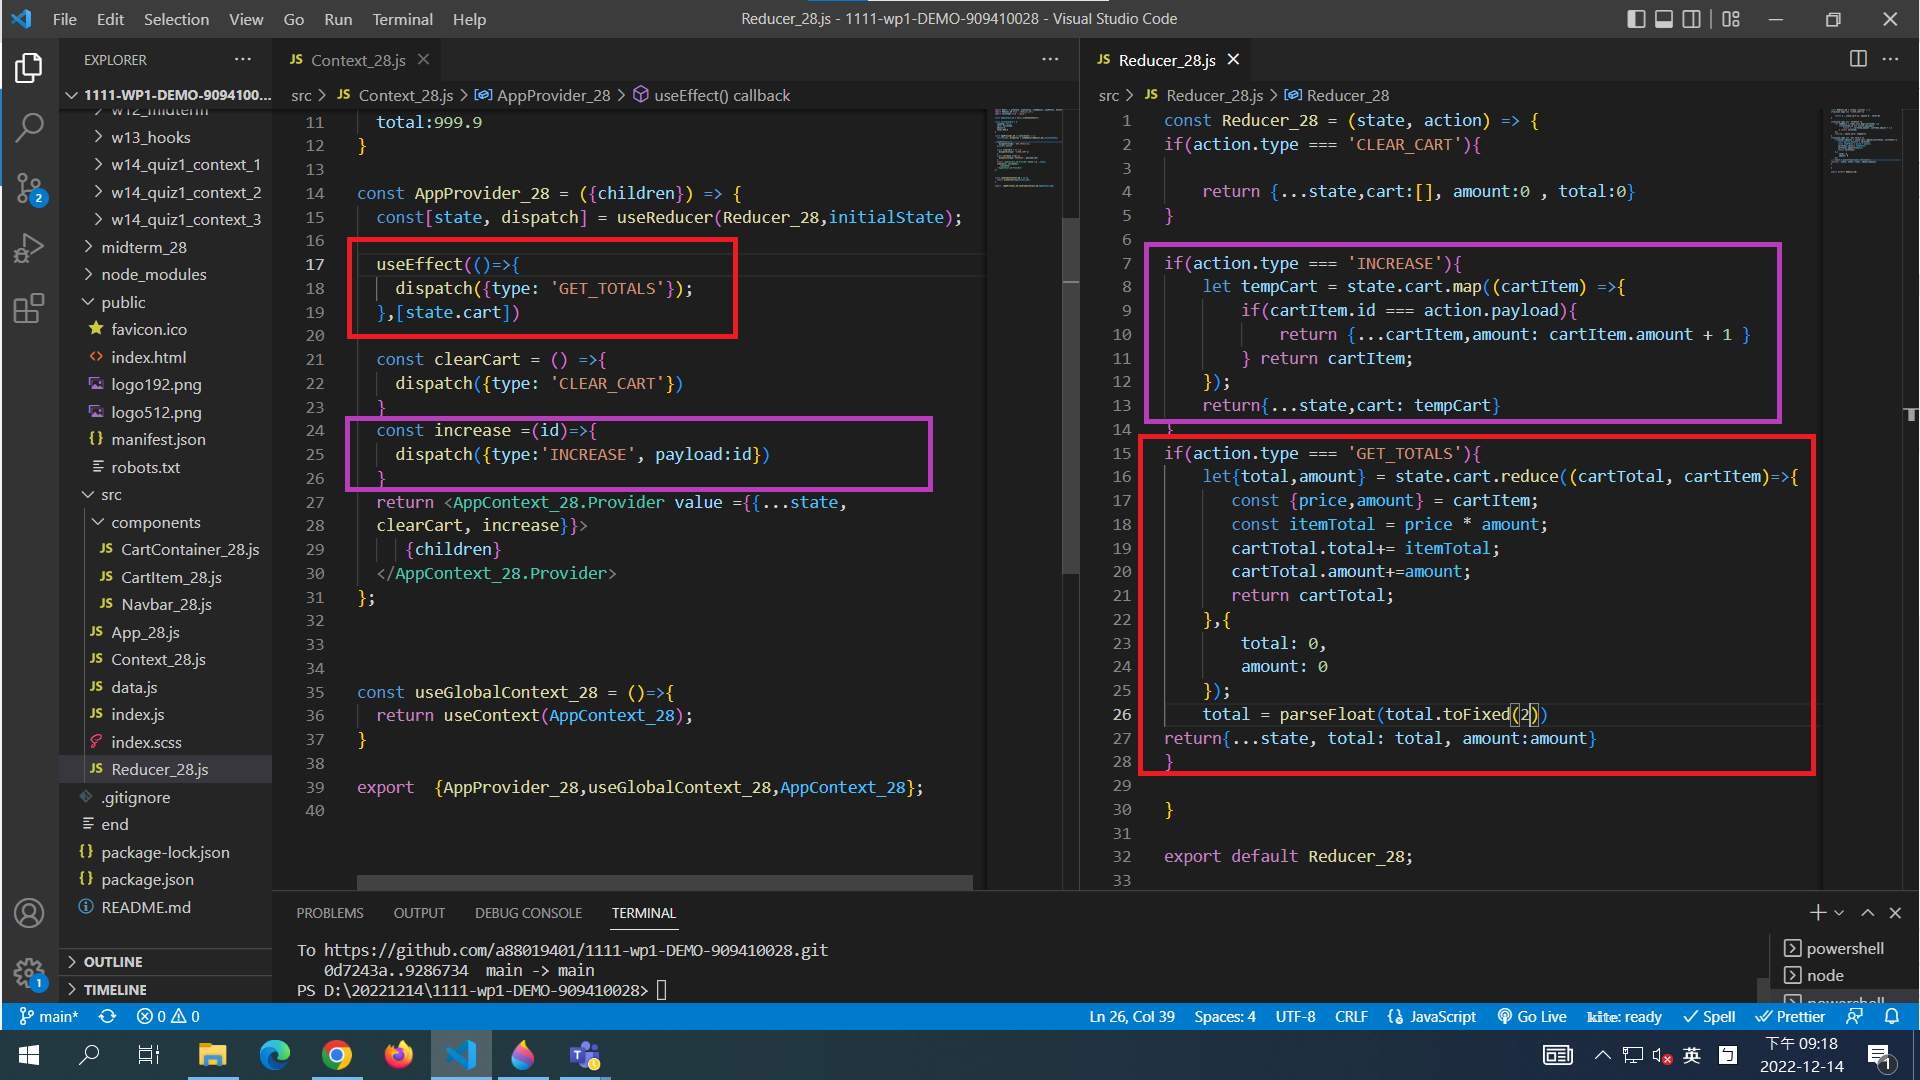 File Edit Selection View Go Run Terminal Help
Reducer_28.js - 1111-wp1-DEMO-909410028 - Visual Studio Code
EXPLORER
1111-WP1-DEMO-9094100...
w12_midterm
w13_hooks
w14_quiz1_context_1
w14_quiz1_context_2
w14_quiz1_context_3
midterm_28
node_modules
public
favicon.ico
index.html
logo192.png
logo512.png
manifest.json
robots.txt
src
components
JS CartContainer_28.js
JS CartItem_28.js
JS Navbar_28.js
JS App_28.js
JS Context_28.js
JS data.js
JS index.js
index.scss
JS Reducer_28.js
.gitignore
end
package-lock.json
package.json
README.md
OUTLINE
TIMELINE
2
1
JS Context_28.js
src > JS Context_28.js > AppProvider_28 > useEffect() callback
11 total:999.9
12 }
13
14 const AppProvider_28 = ({children}) => {
15 const[state, dispatch] = useReducer(Reducer_28,initialState);
16
17 useEffect(()=>{
18 dispatch({type: 'GET_TOTALS'});
19 },[state.cart])
20
21 const clearCart = () =>{
22 dispatch({type: 'CLEAR_CART'})
23 }
24 const increase =(id)=>{
25 dispatch({type:'INCREASE', payload:id})
26 }
27 return <AppContext_28.Provider value ={{...state,
28 clearCart, increase}}>
29 {children}
30 </AppContext_28.Provider>
31 };
32
33
34
35 const useGlobalContext_28 = ()=>{
36 return useContext(AppContext_28);
37 }
38
39 export {AppProvider_28,useGlobalContext_28,AppContext_28};
40
JS Reducer_28.js
src > JS Reducer_28.js > Reducer_28
1 const Reducer_28 = (state, action) => {
2 if(action.type === 'CLEAR_CART'){
3
4 return {...state,cart:[], amount:0 , total:0}
5 }
6
7 if(action.type === 'INCREASE'){
8 let tempCart = state.cart.map((cartItem) =>{
9 if(cartItem.id === action.payload){
10 return {...cartItem,amount: cartItem.amount + 1 }
11 } return cartItem;
12 });
13 return{...state,cart: tempCart}
14 }
15 if(action.type === 'GET_TOTALS'){
16 let{total,amount} = state.cart.reduce((cartTotal, cartItem)=>{
17 const {price,amount} = cartItem;
18 const itemTotal = price * amount;
19 cartTotal.total+= itemTotal;
20 cartTotal.amount+=amount;
21 return cartTotal;
22 },{
23 total: 0,
24 amount: 0
25 });
26 total = parseFloat(total.toFixed(2))
27 return{...state, total: total, amount:amount}
28 }
29
30 }
31
32 export default Reducer_28;
33
PROBLEMS OUTPUT DEBUG CONSOLE TERMINAL
To https://github.com/a88019401/1111-wp1-DEMO-909410028.git
0d7243a..9286734 main -> main
PS D:\20221214\1111-wp1-DEMO-909410028>
powershell
node
powershell
main* 0 0 Ln 26, Col 39 Spaces: 4 UTF-8 CRLF JavaScript Go Live kite: ready Spell Prettier
英
下午 09:18
2022-12-14
1